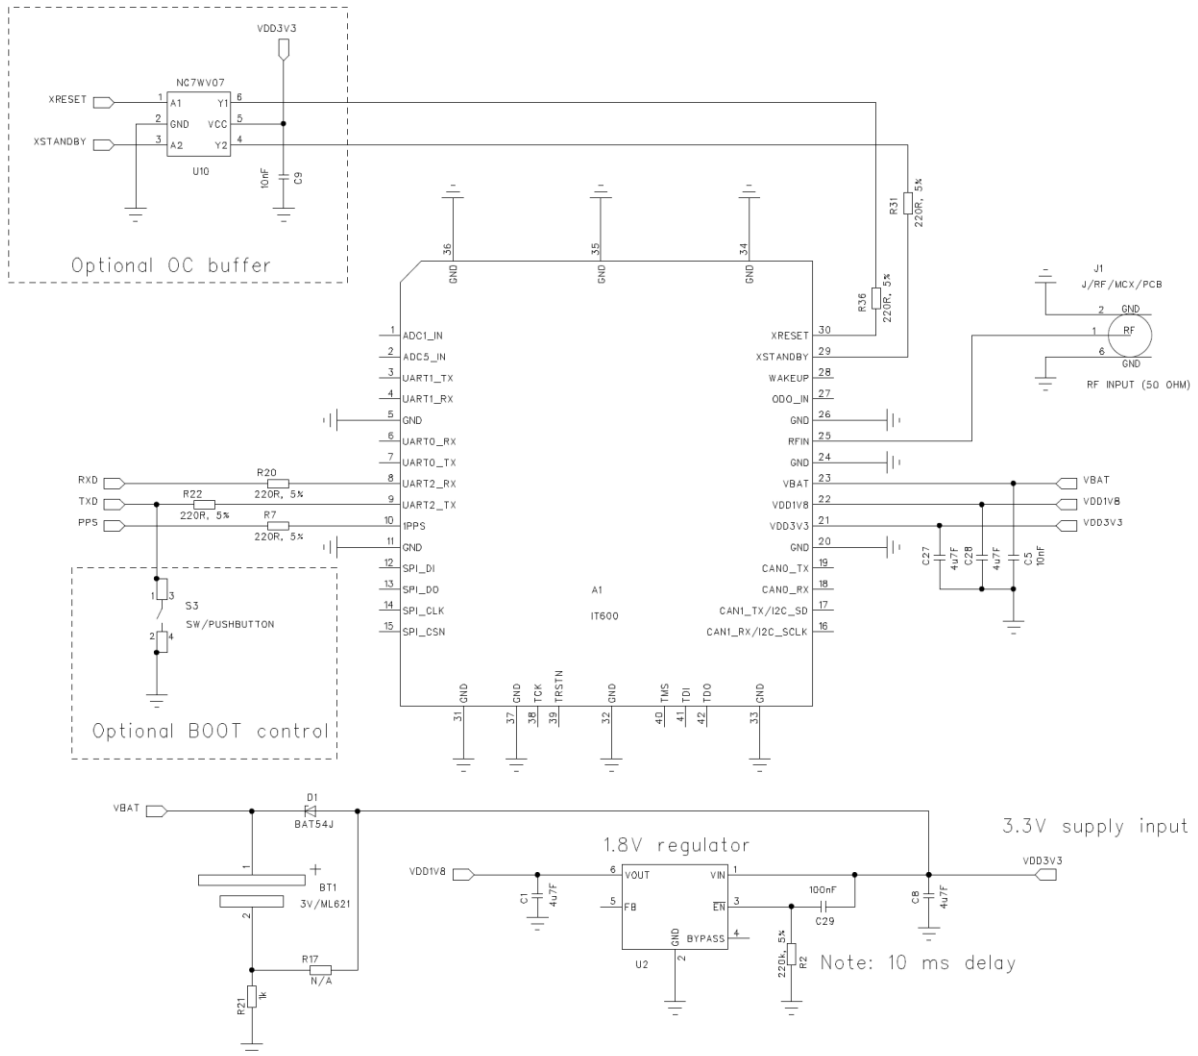 VDD3V3
NC7WV07
XRESET
1
A1
Y1
6
2
GND
VCC
5
XSTANDBY
3
A2
Y2
4
U10
10nF
C9
Optional OC buffer
R31
220R, 5%
R36
220R, 5%
36
GND
35
GND
34
GND
J1
J/RF/MCX/PCB
2
GND
1
RF
6
GND
RF INPUT (50 OHM)
1
ADC1_IN
2
ADC5_IN
3
UART1_TX
4
UART1_RX
5
GND
6
UART0_RX
7
UART0_TX
8
UART2_RX
9
UART2_TX
10
1PPS
11
GND
12
SPI_DI
13
SPI_DO
14
SPI_CLK
15
SPI_CSN
XRESET
30
XSTANDBY
29
WAKEUP
28
ODO_IN
27
GND
26
RFIN
25
GND
24
VBAT
23
VDD1V8
22
VDD3V3
21
GND
20
CAN0_TX
19
CAN0_RX
18
CAN1_TX/I2C_SD
17
CAN1_RX/I2C_SCLK
16
A1
IT600
RXD
R20
220R, 5%
TXD
R22
220R, 5%
PPS
R7
220R, 5%
VBAT
VDD1V8
VDD3V3
C27
4u7F
C28
4u7F
C5
10nF
1
3
S3
SW/PUSHBUTTON
2
4
Optional BOOT control
31
GND
37
GND
38
TCK
39
TRSTN
32
GND
40
TMS
41
TDI
42
TDO
33
GND
VBAT
D1
BAT54J
1
+
BT1
3V/ML621
2
R17
N/A
R21
1k
1.8V regulator
VDD1V8
C1
4u7F
6
VOUT
VIN
1
5
FB
EN
3
BYPASS
4
GND
2
U2
100nF
C29
220k, 5%
R2
C8
4u7F
3.3V supply input
VDD3V3
Note: 10 ms delay